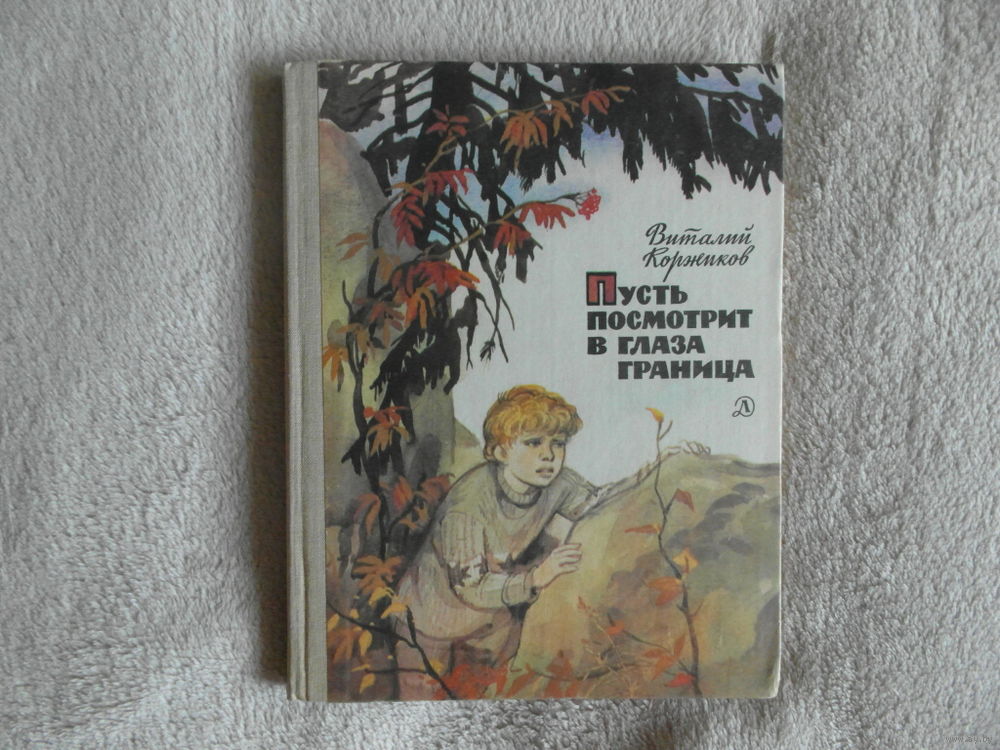 Виталий
Коржиков
Пусть
посмотрит
в глаза
граница
Д